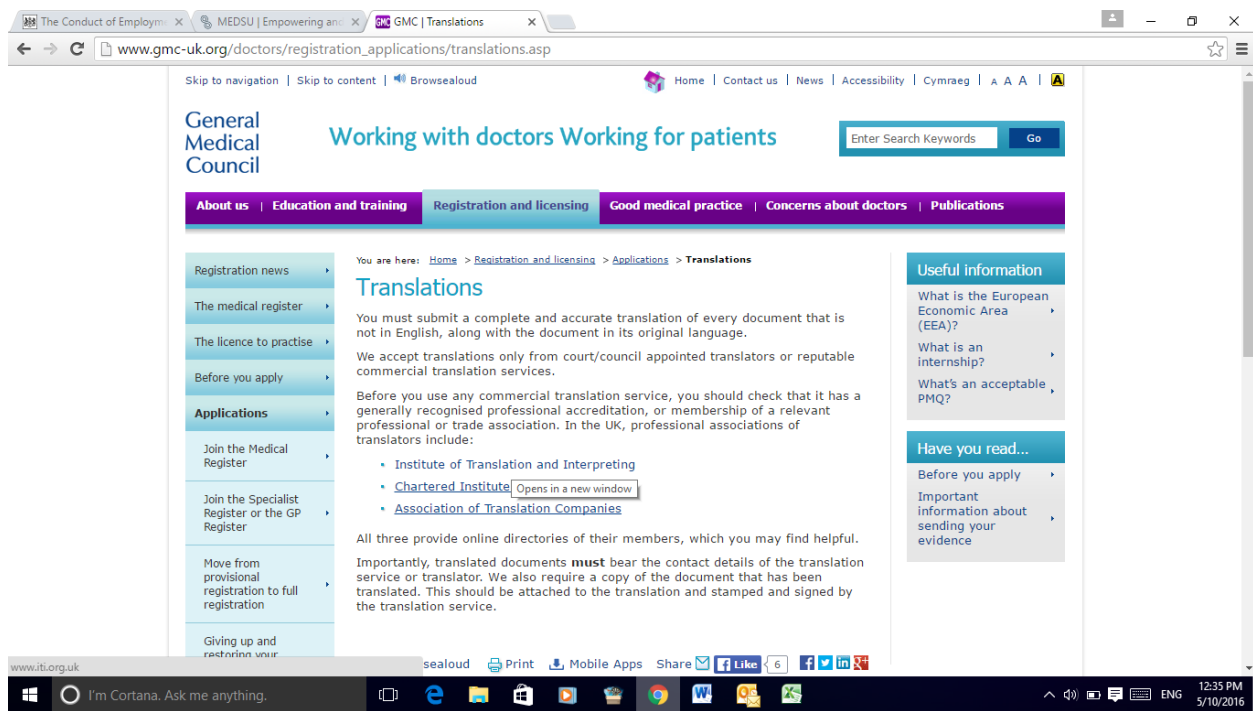 The Conduct of Employme
MEDSU | Empowering and
GMC | Translations
www.gmc-uk.org/doctors/registration_applications/translations.asp
Skip to navigation | Skip to content | Browsealoud
Home | Contact us | News | Accessibility | Cymraeg | A A A | A
General
Medical
Council
Working with doctors Working for patients
Enter Search Keywords
Go
About us | Education and training
Registration and licensing
Good medical practice | Concerns about doctors | Publications
Registration news
The medical register
The licence to practise
Before you apply
Applications
Join the Medical
Register
Join the Specialist
Register or the GP
Register
Move from
provisional
registration to full
registration
Giving up and
restoring your
You are here: Home > Registration and licensing > Applications > Translations
Translations
You must submit a complete and accurate translation of every document that is
not in English, along with the document in its original language.
We accept translations only from court/council appointed translators or reputable
commercial translation services.
Before you use any commercial translation service, you should check that it has a
generally recognised professional accreditation, or membership of a relevant
professional or trade association. In the UK, professional associations of
translators include:
Institute of Translation and Interpreting
Chartered Institute
Opens in a new window
Association of Translation Companies
All three provide online directories of their members, which you may find helpful.
Importantly, translated documents must bear the contact details of the translation
service or translator. We also require a copy of the document that has been
translated. This should be attached to the translation and stamped and signed by
the translation service.
sealoud Print Mobile Apps Share Like 6
Useful information
What is the European
Economic Area
(EEA)?
What is an
internship?
What's an acceptable
PMQ?
Have you read...
Before you apply
Important
information about
sending your
evidence
www.iti.org.uk
I'm Cortana. Ask me anything.
ENG
12:35 PM
5/10/2016